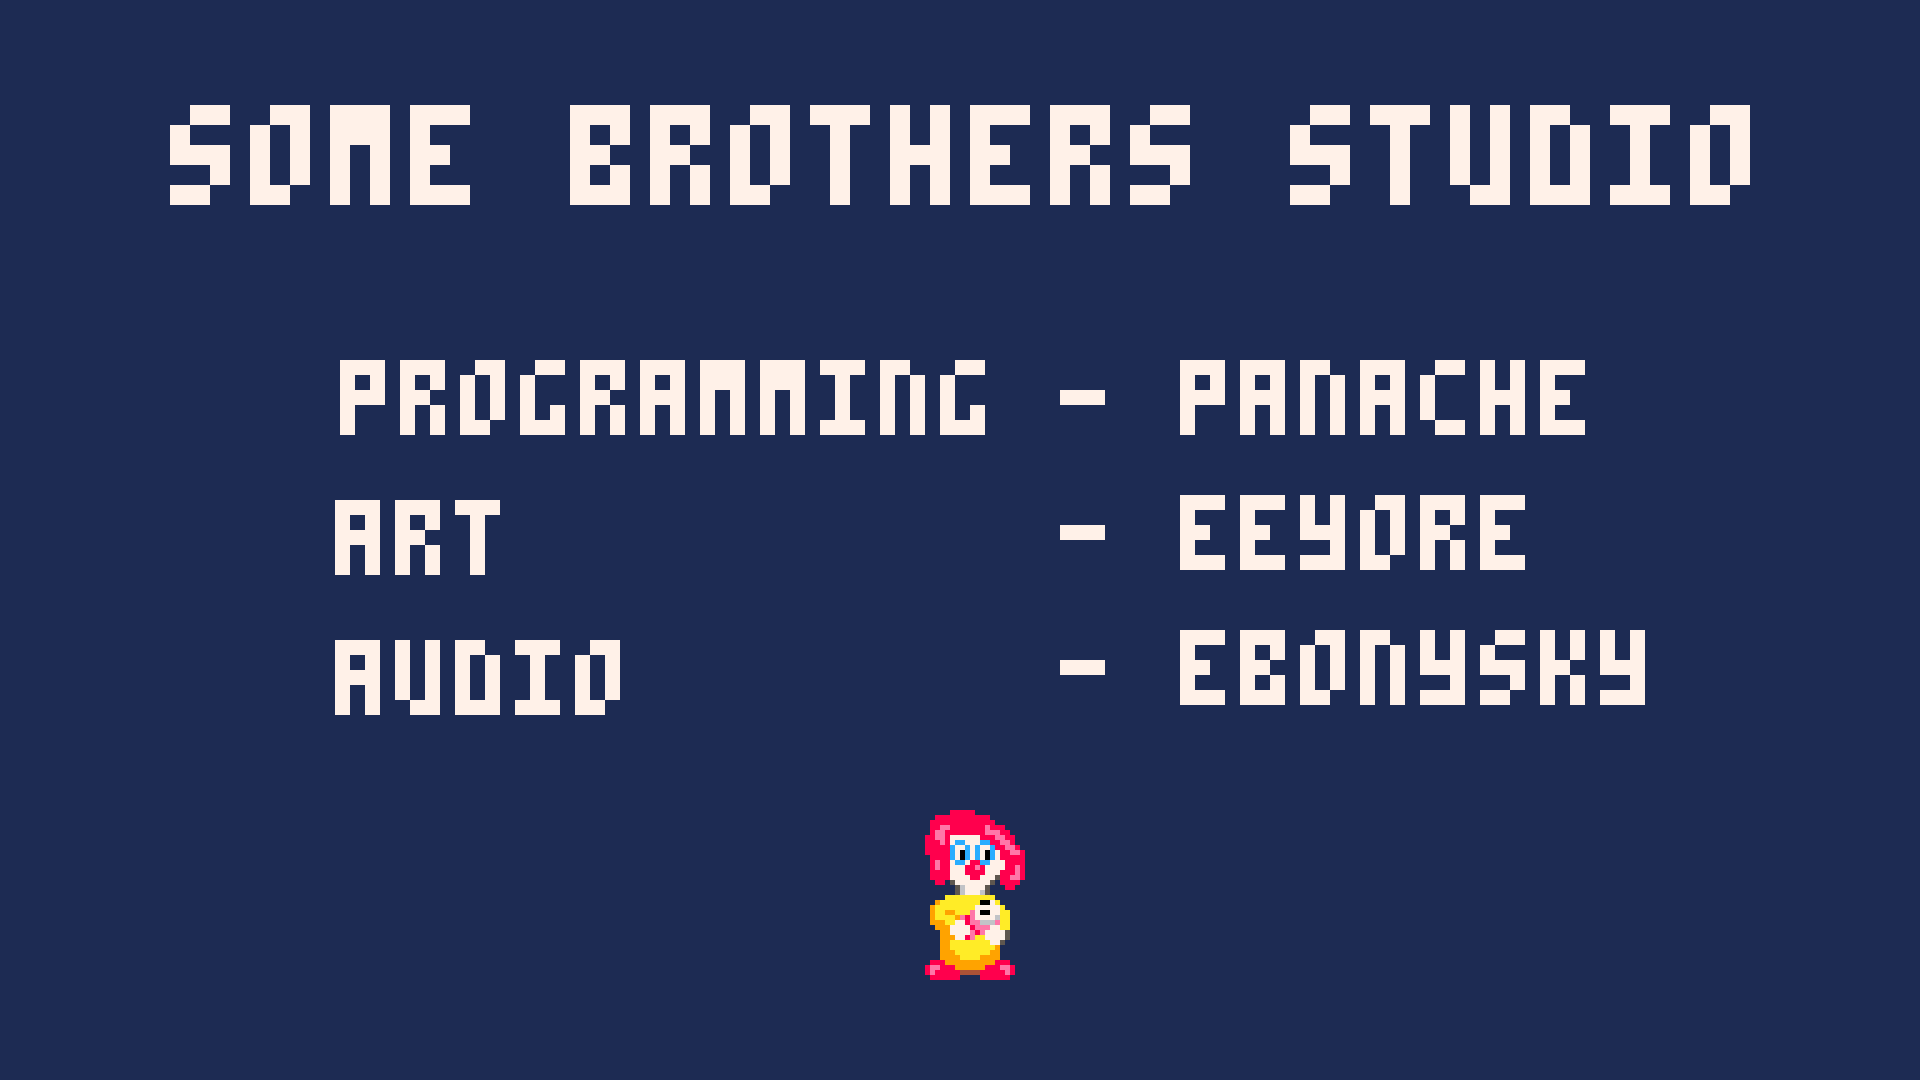 SOME BROTHERS STUDIO
PROGRAMMING - PANACHE
ART - EEYORE
AUDIO - EBONYSKY